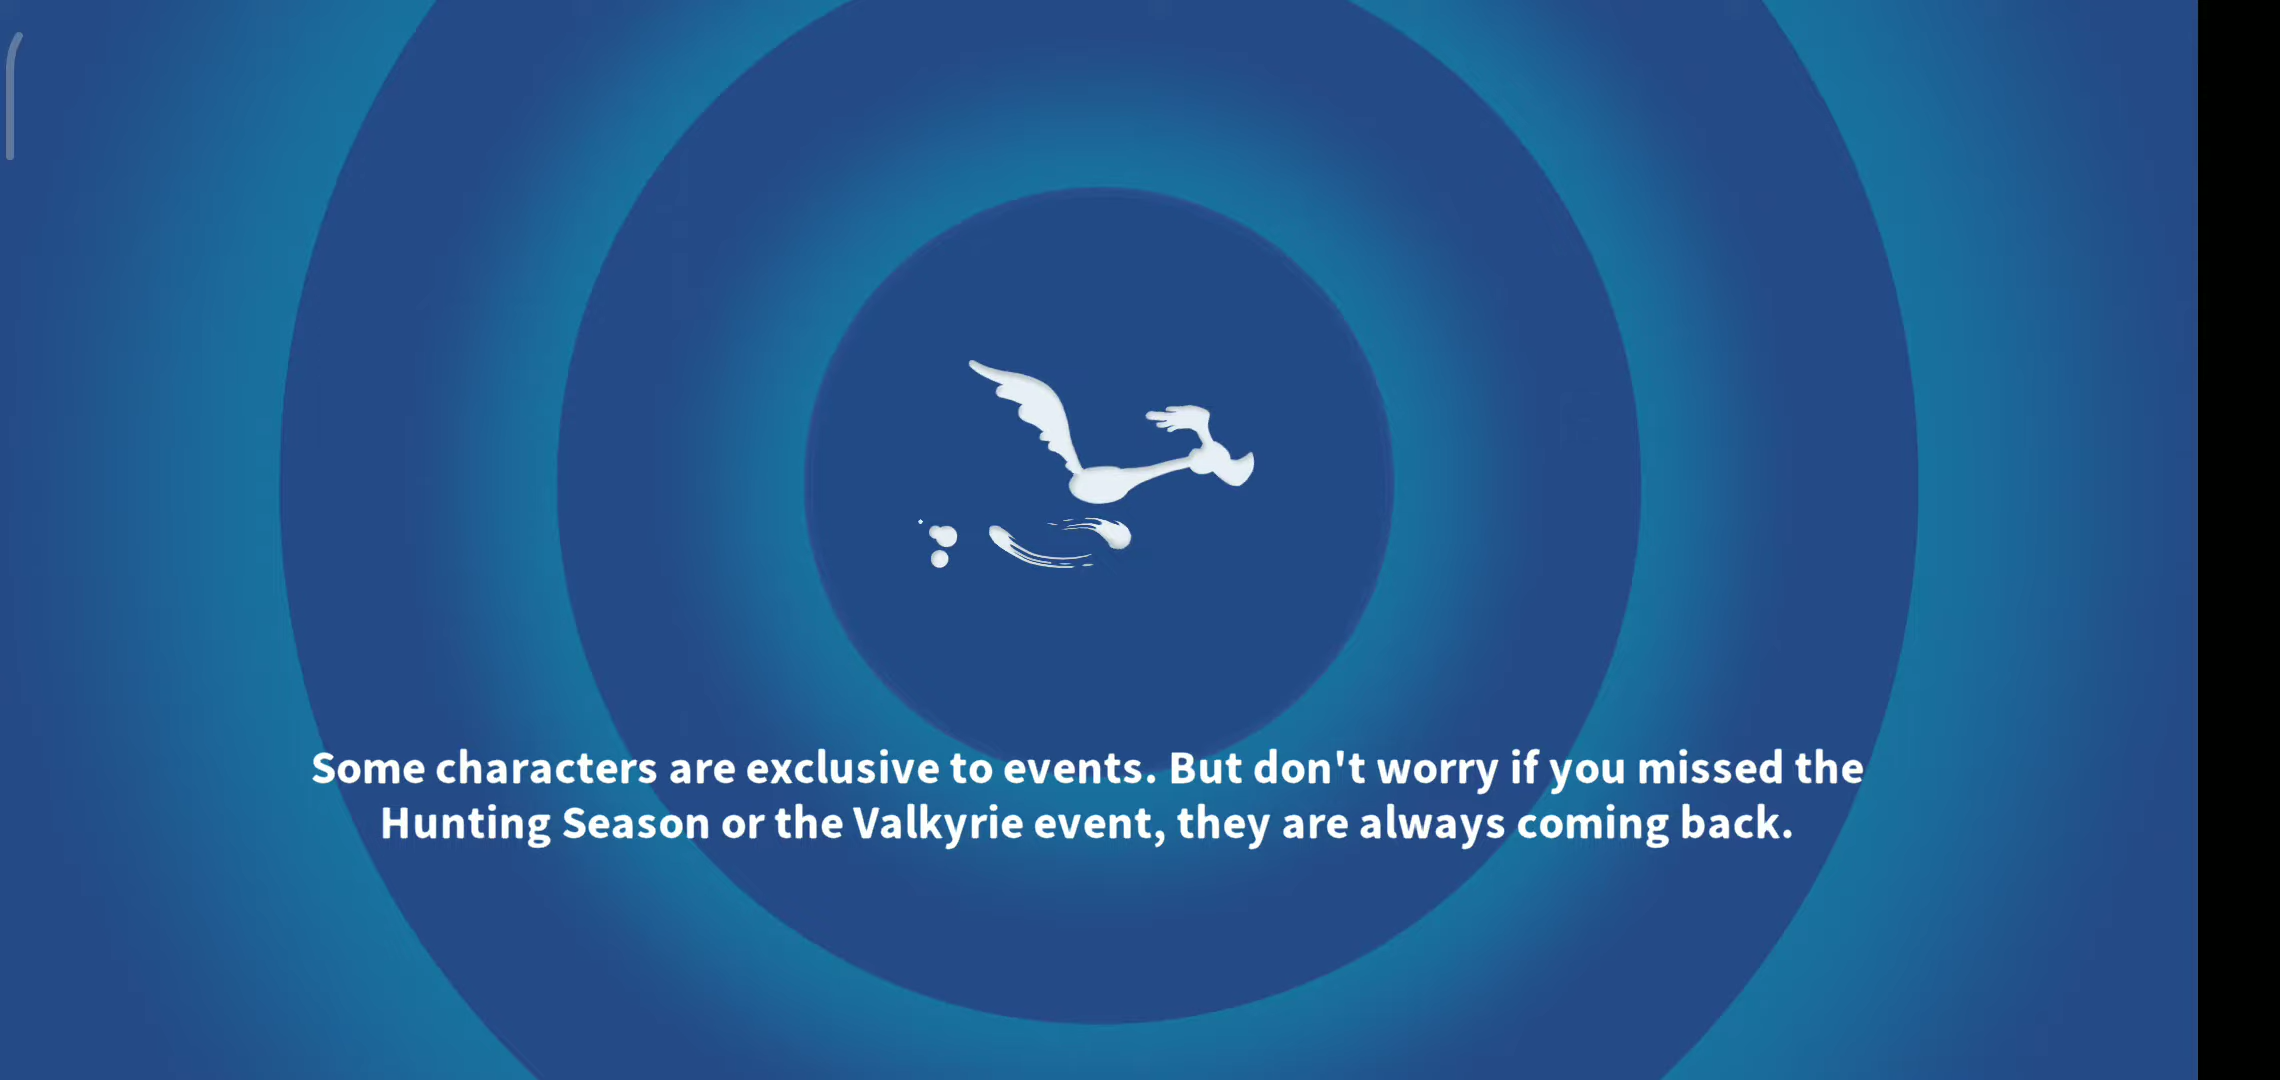 Some characters are exclusive to events. But don't worry if you missed the
Hunting Season or the Valkyrie event, they are always coming back.